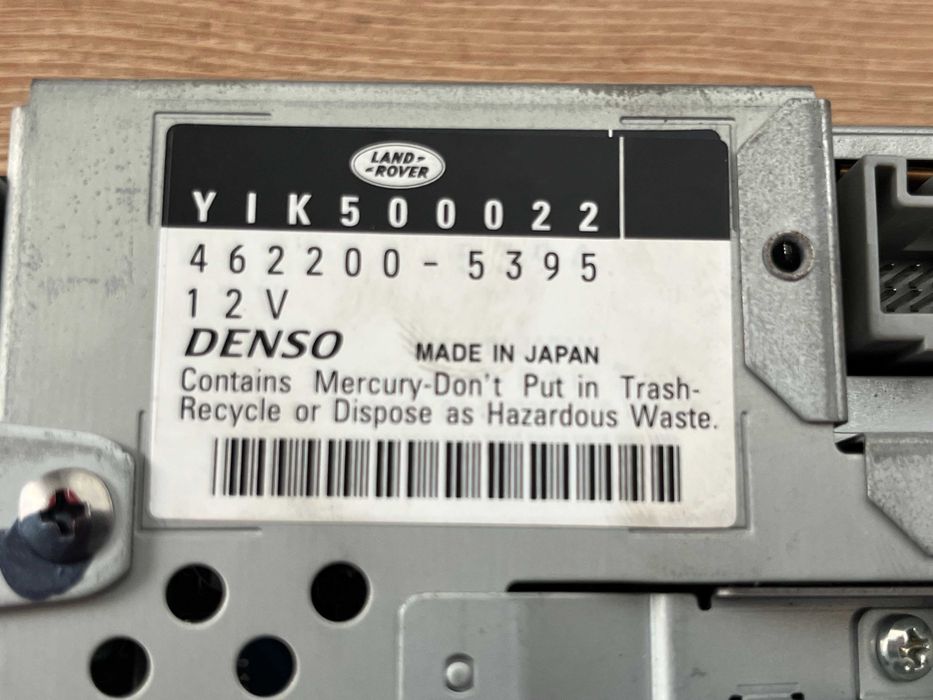 LAND-
-ROVER
YIK500022
462200-5395
12V
DENSO
MADE IN JAPAN
Contains Mercury-Don't Put in Trash-
Recycle or Dispose as Hazardous Waste.